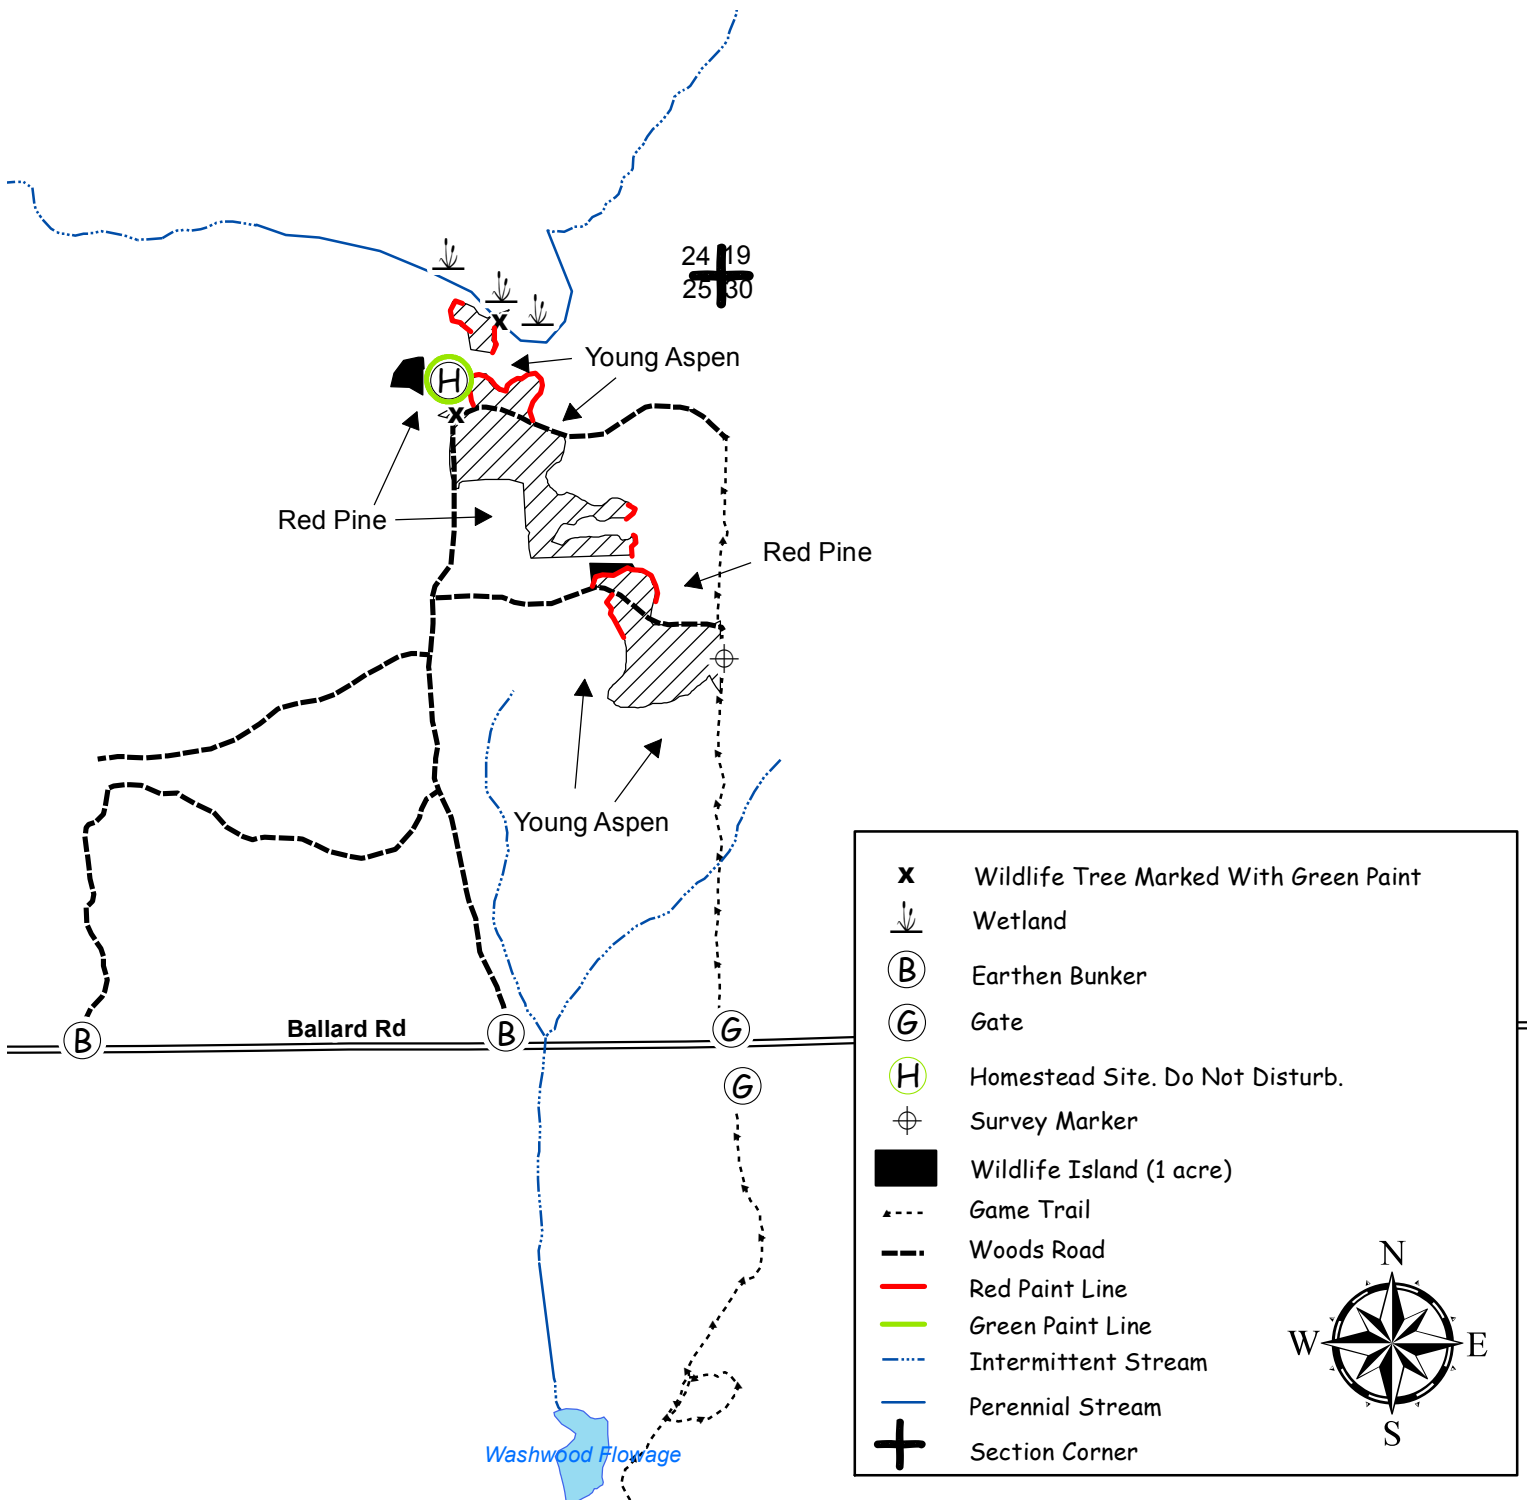 24 19
25 30
Young Aspen
H
x
x
Red Pine
Red Pine
Young Aspen
Ballard Rd
B
B
G
G
Washwood Flowage
x Wildlife Tree Marked With Green Paint
Wetland
B Earthen Bunker
G Gate
H Homestead Site. Do Not Disturb.
Survey Marker
Wildlife Island (1 acre)
Game Trail
Woods Road
Red Paint Line
Green Paint Line
Intermittent Stream
Perennial Stream
Section Corner
N
W E
S